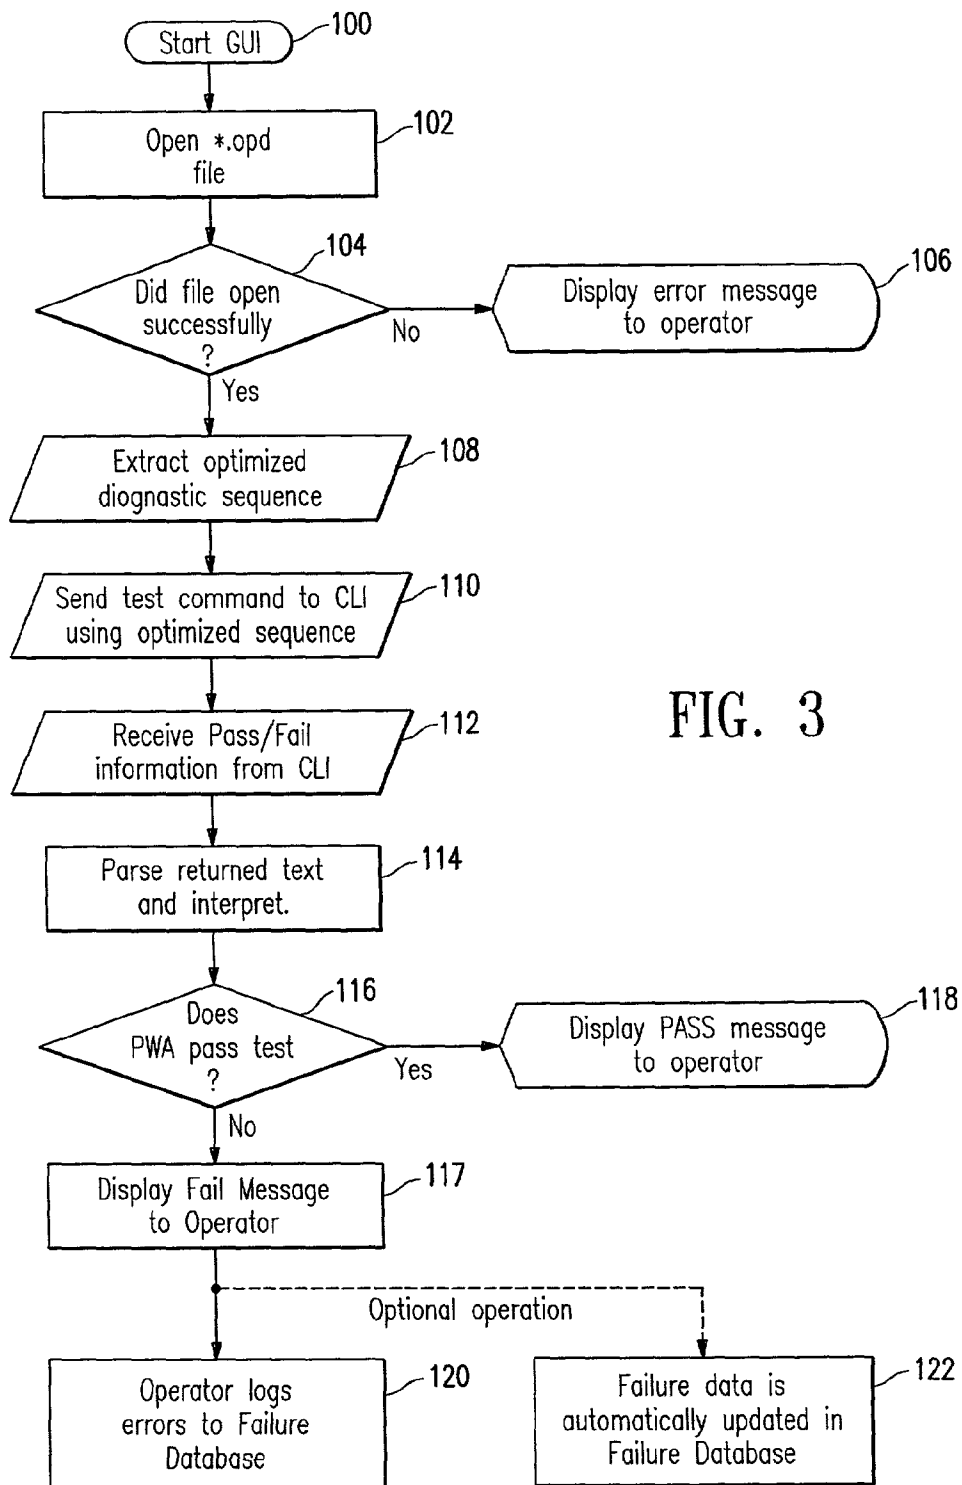 Start GUI
100
Open *.opd
file
102
Did file open
successfully
?
104
No
Yes
Display error message
to operator
106
Extract optimized
diognastic sequence
108
Send test command to CLI
using optimized sequence
110
Receive Pass/Fail
information from CLI
112
FIG. 3
Parse returned text
and interpret.
114
Does
PWA pass test
?
116
Yes
No
Display PASS message
to operator
118
Display Fail Message
to Operator
117
Optional operation
Operator logs
errors to Failure
Database
120
Failure data is
automatically updated in
Failure Database
122